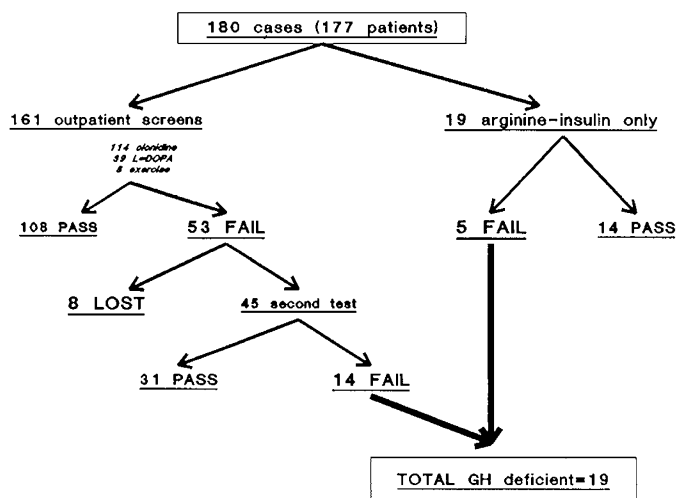 180 cases (177 patients)
161 outpatient screens
19 arginine-insulin only
114 clonidine
39 L-DOPA
8 exercise
108 PASS
53 FAIL
5 FAIL
14 PASS
8 LOST
45 second test
31 PASS
14 FAIL
TOTAL GH deficient=19